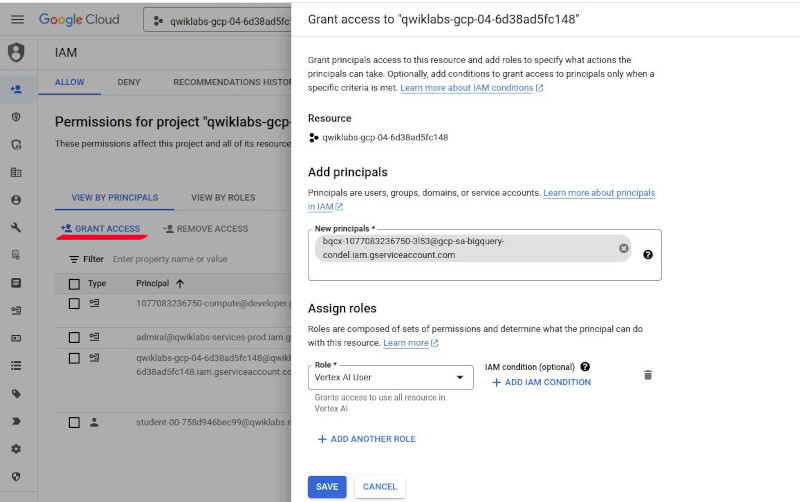 Google Cloud
qwiklabs-gcp-04-6d38ad5fc1
IAM
ALLOW
DENY
RECOMMENDATIONS HISTOR
Permissions for project "qwiklabs-gcp-
These permissions affect this project and all of its resource
VIEW BY PRINCIPALS
VIEW BY ROLES
GRANT ACCESS
REMOVE ACCESS
Filter
Enter property name or value
Type
Principal
1077083236750-compute@developer.g
admiral@qwiklabs-services-prod.iam.g
qwiklabs-gcp-04-6d38ad5fc148@qwikl
6d38ad5fc148.iam.gserviceaccount.co
student-00-758d946bec99@qwiklabs.n
Grant access to "qwiklabs-gcp-04-6d38ad5fc148"
Grant principals access to this resource and add roles to specify what actions the
principals can take. Optionally, add conditions to grant access to principals only when a
specific criteria is met. Learn more about IAM conditions
Resource
qwiklabs-gcp-04-6d38ad5fc148
Add principals
Principals are users, groups, domains, or service accounts. Learn more about principals
in IAM
New principals *
bqcx-1077083236750-3l53@gcp-sa-bigquery-
condel.iam.gserviceaccount.com
Assign roles
Roles are composed of sets of permissions and determine what the principal can do
with this resource. Learn more
Role *
Vertex AI User
IAM condition (optional)
+ ADD IAM CONDITION
Grants access to use all resource in
Vertex AI
+ ADD ANOTHER ROLE
SAVE
CANCEL